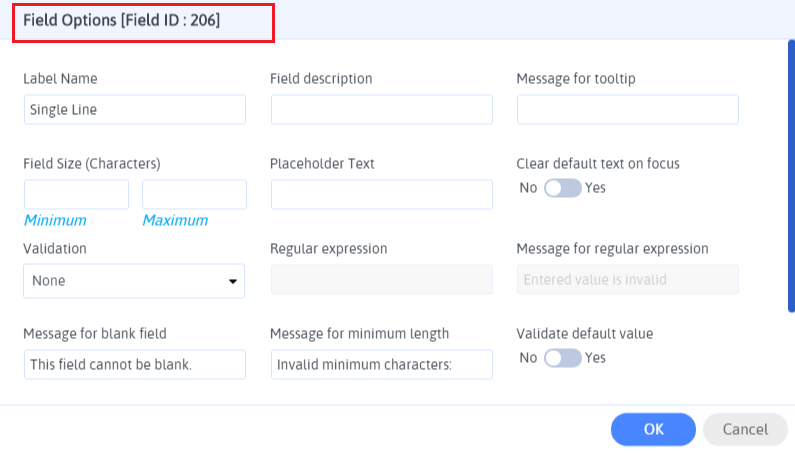 Field Options [Field ID : 206]
Label Name Field description Message for tooltip
Single Line
Field Size (Characters) Placeholder Text Clear default text on focus
No Yes
Minimum Maximum
Validation Regular expression Message for regular expression
None Entered value is invalid
Message for blank field Message for minimum length Validate default value
This field cannot be blank. Invalid minimum characters: No Yes
OK Cancel